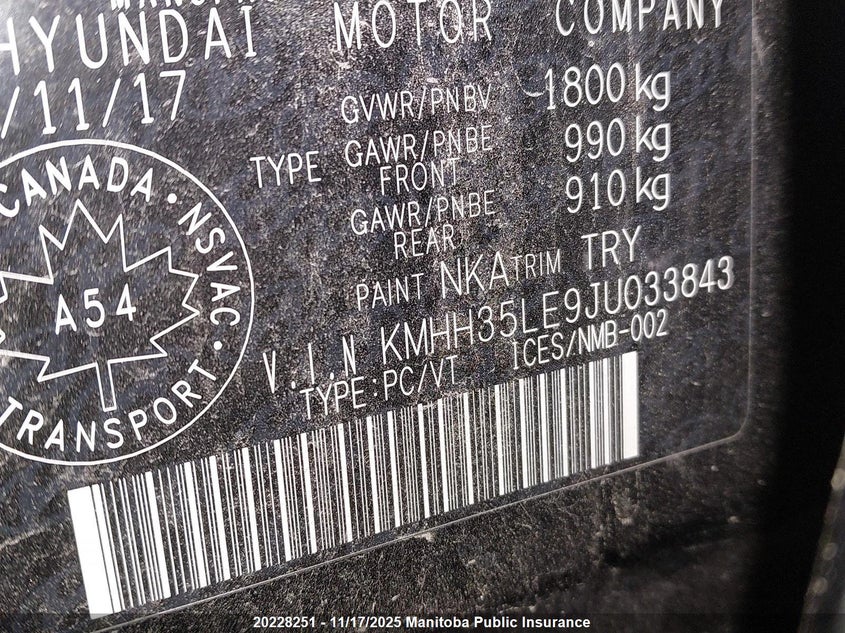 HYUNDAI MOTOR COMPANY
/11/17
GVWR/PNBV 1800 kg
TYPE GAWR/PNBE FRONT 990 kg
GAWR/PNBE REAR 910 kg
PAINT NKA TRIM TRY
V.I.N KMHH35LE9JU033843
TYPE:PC/VT ICES/NMB-002
CANADA · NSVAC ·
A54
TRANSPORT
20228251 - 11/17/2025 Manitoba Public Insurance